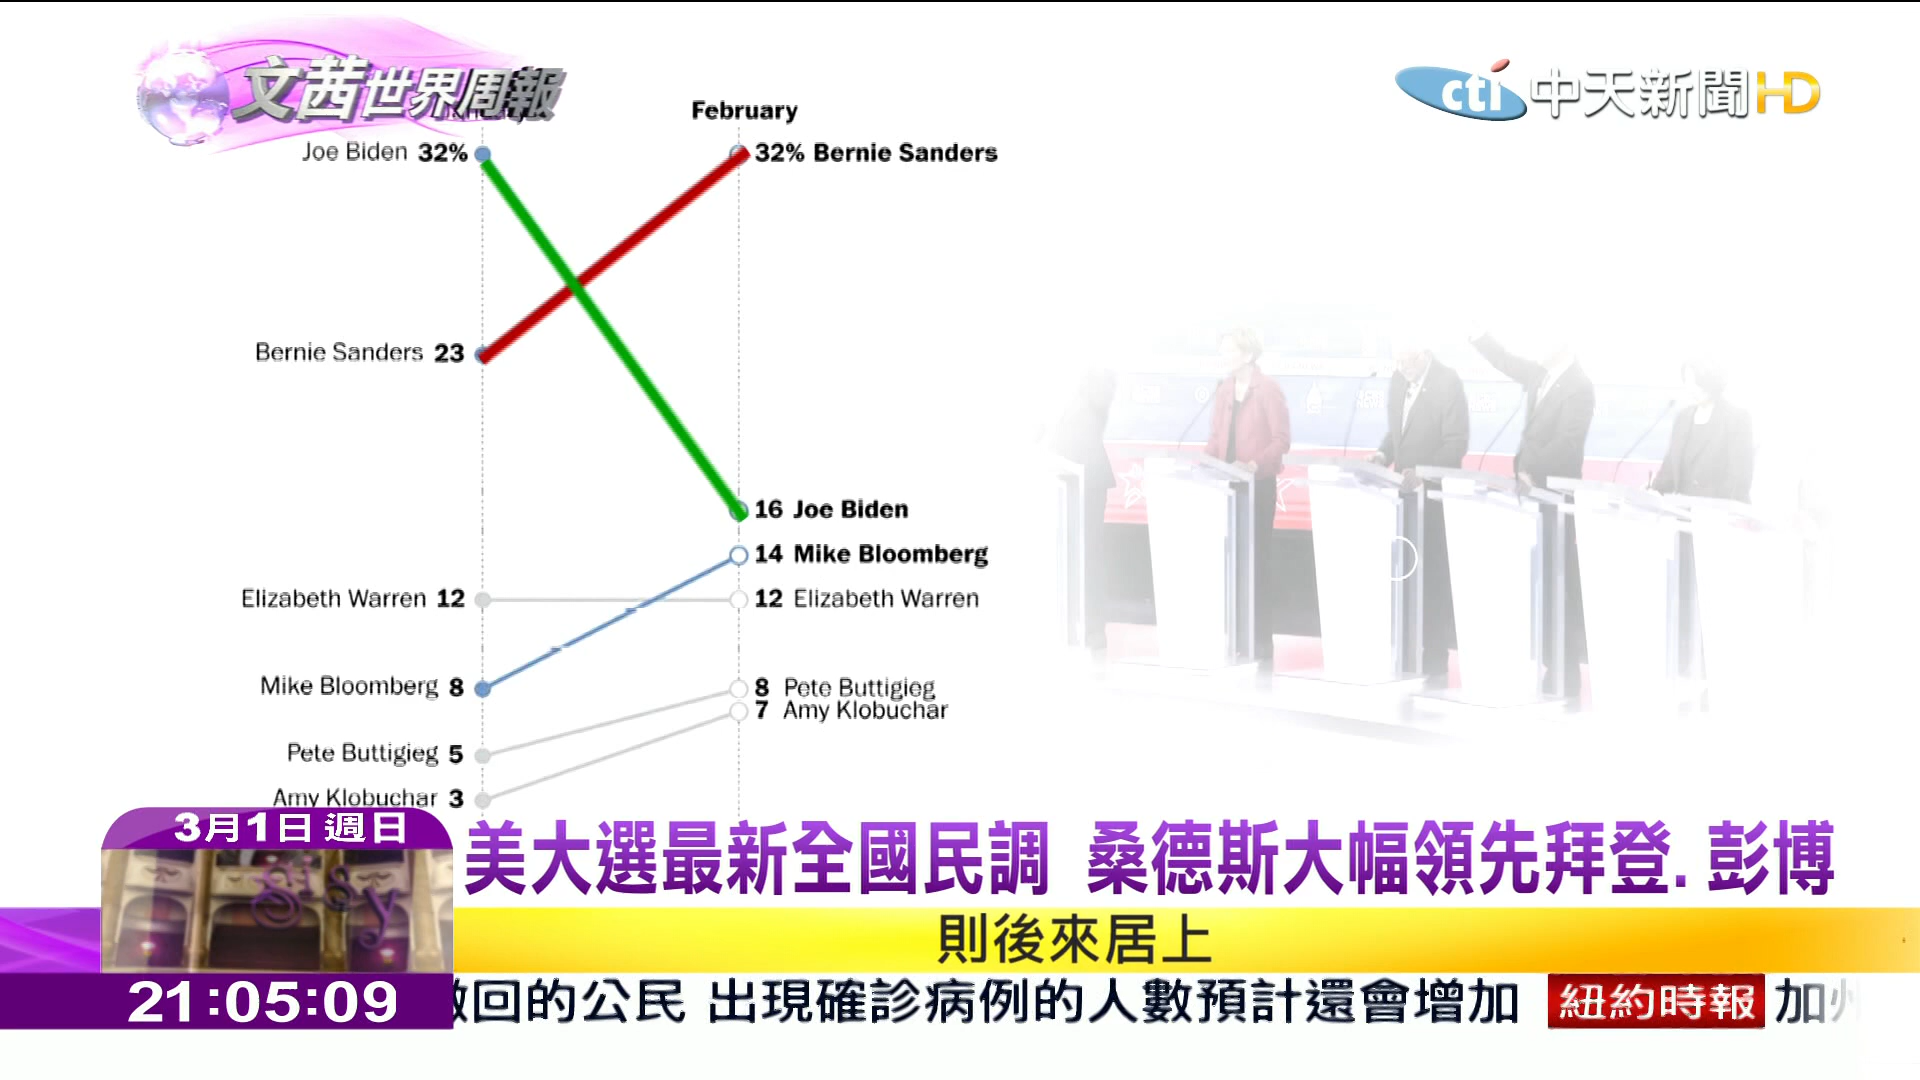 文茜世界周報
cti 中天新聞HD
February
Joe Biden 32%
32% Bernie Sanders
Bernie Sanders 23
16 Joe Biden
14 Mike Bloomberg
Elizabeth Warren 12
12 Elizabeth Warren
Mike Bloomberg 8
8 Pete Buttigieg
7 Amy Klobuchar
Pete Buttigieg 5
Amy Klobuchar 3
3月1日 週日
美大選最新全國民調 桑德斯大幅領先拜登. 彭博
Sisy
則後來居上
21:05:09
回的公民 出現確診病例的人數預計還會增加 紐約時報 加州